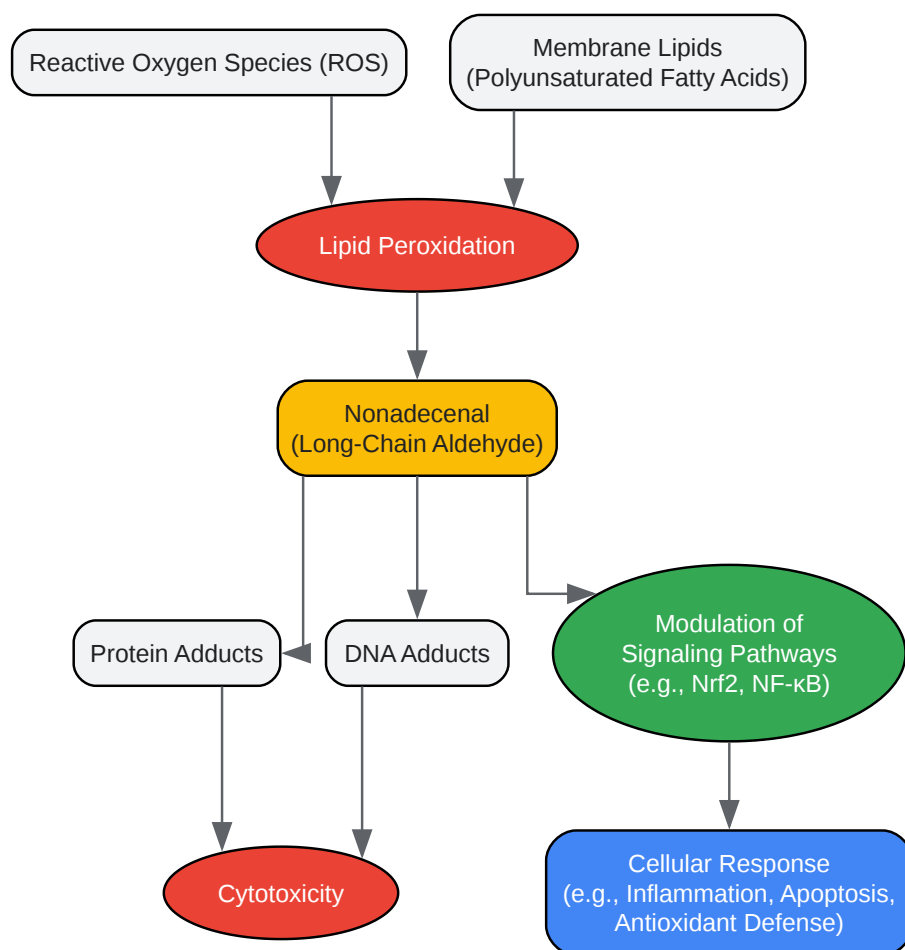 Reactive Oxygen Species (ROS)
Membrane Lipids
(Polyunsaturated Fatty Acids)
Lipid Peroxidation
Nonadecenal
(Long-Chain Aldehyde)
Protein Adducts
DNA Adducts
Modulation of
Signaling Pathways
(e.g., Nrf2, NF-κB)
Cytotoxicity
Cellular Response
(e.g., Inflammation, Apoptosis,
Antioxidant Defense)